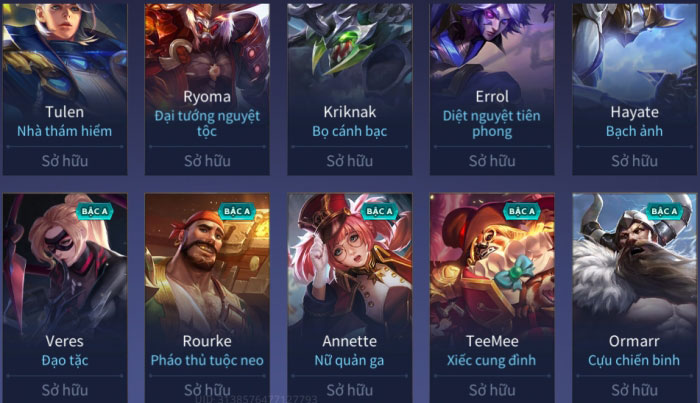 Tulen
Nhà thám hiểm
Sở hữu
Ryoma
Đại tướng nguyệt
tộc
Sở hữu
Kriknak
Bọ cánh bạc
Sở hữu
Errol
Diệt nguyệt tiên
phong
Sở hữu
Hayate
Bạch ảnh
Sở hữu
Veres
Đạo tặc
Sở hữu
BẬC A
Rourke
Pháo thủ tuộc neo
Sở hữu
BẬC A
Annette
Nữ quản ga
Sở hữu
BẬC A
TeeMee
Xiếc cung đình
Sở hữu
BẬC A
Ormarr
Cựu chiến binh
Sở hữu
BẬC A